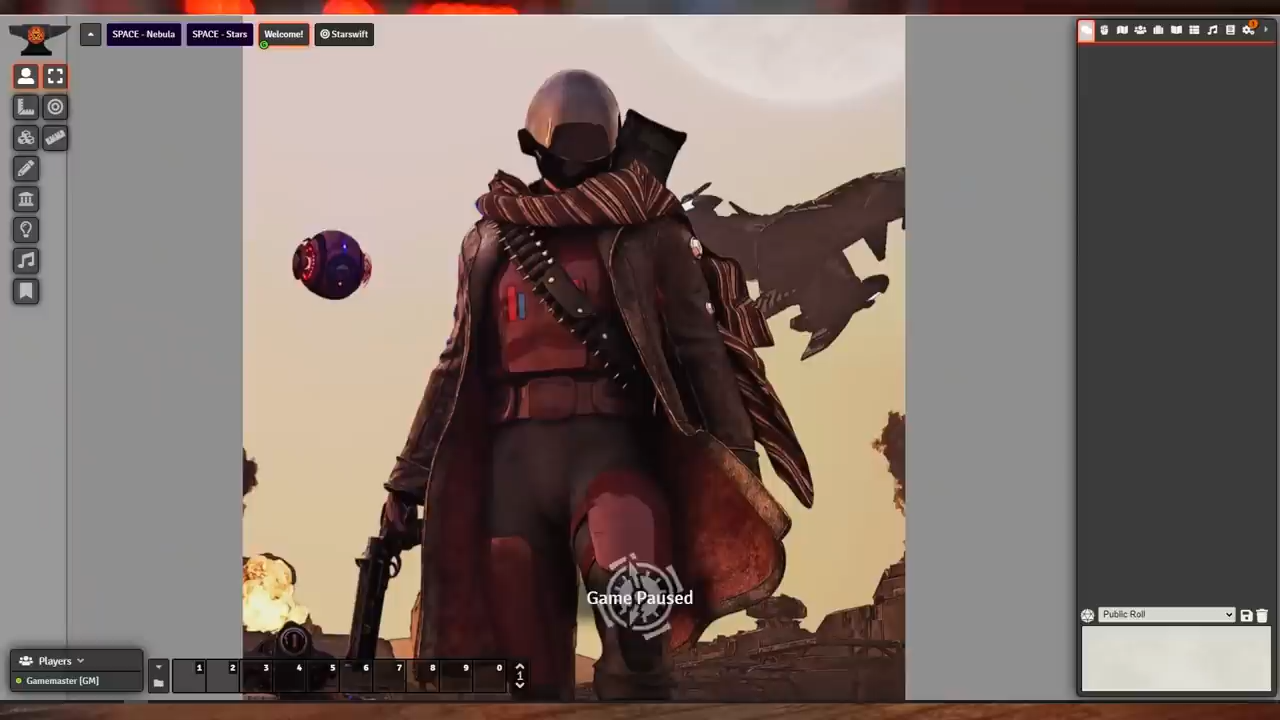 SPACE - Nebula
SPACE - Stars
Welcome!
G
Starswift
1
Game Paused
Public Roll
Players
Gamemaster [GM]
1 2 3 4 5 6 7 8 9 0
1